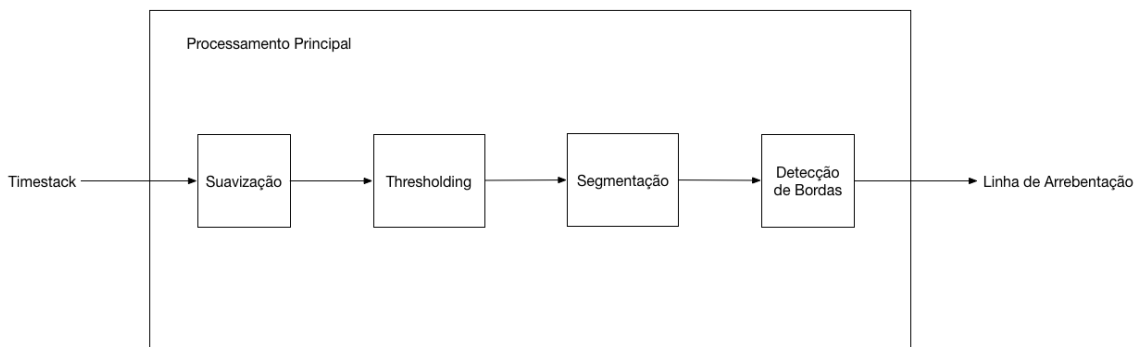 Processamento Principal
Timestack
Suavização
Thresholding
Segmentação
Detecção
de Bordas
Linha de Arrebentação